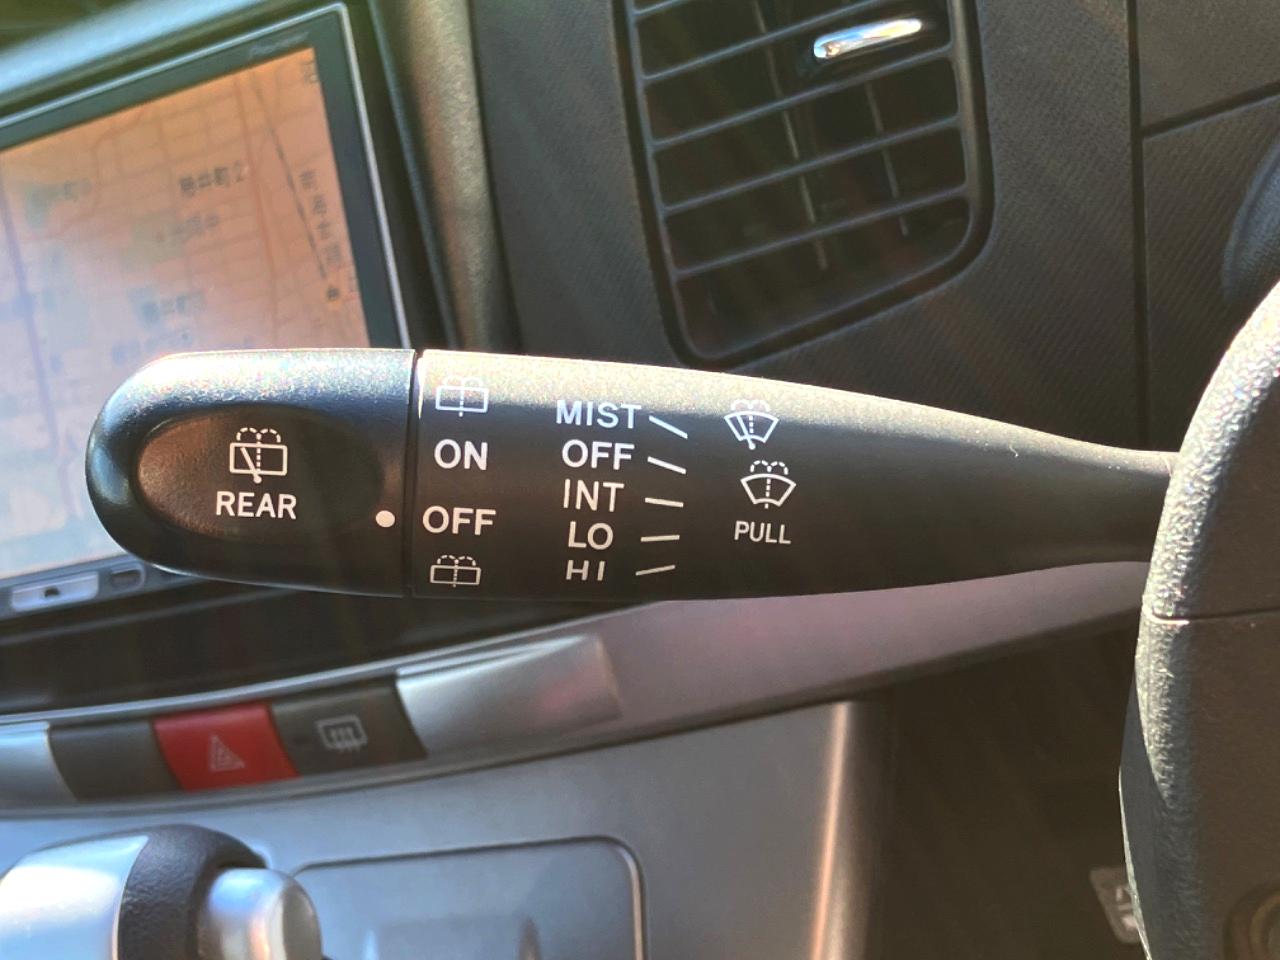 REAR
ON
OFF
MIST
OFF
INT
LO
HI
PULL